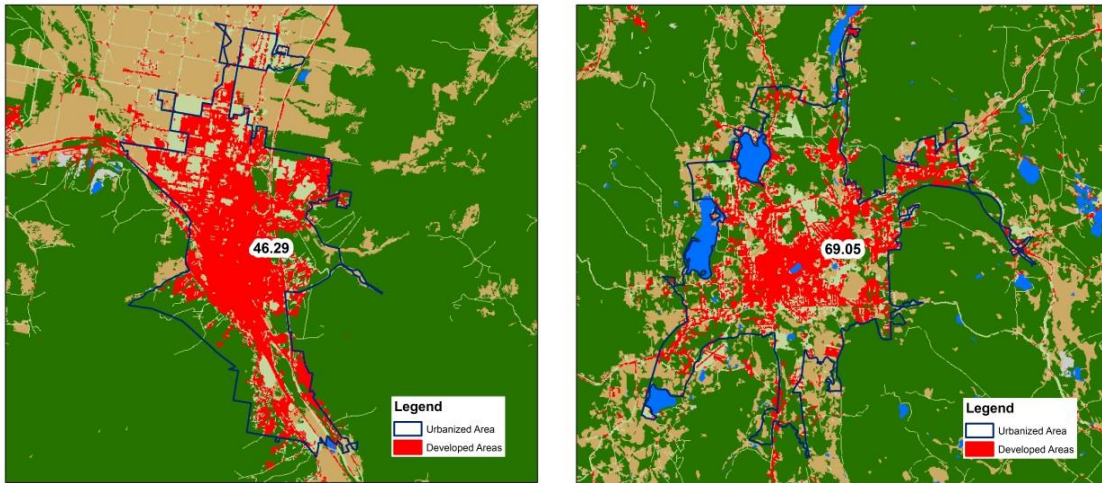 46.29
Legend
Urbanized Area
Developed Areas
69.05
Legend
Urbanized Area
Developed Areas